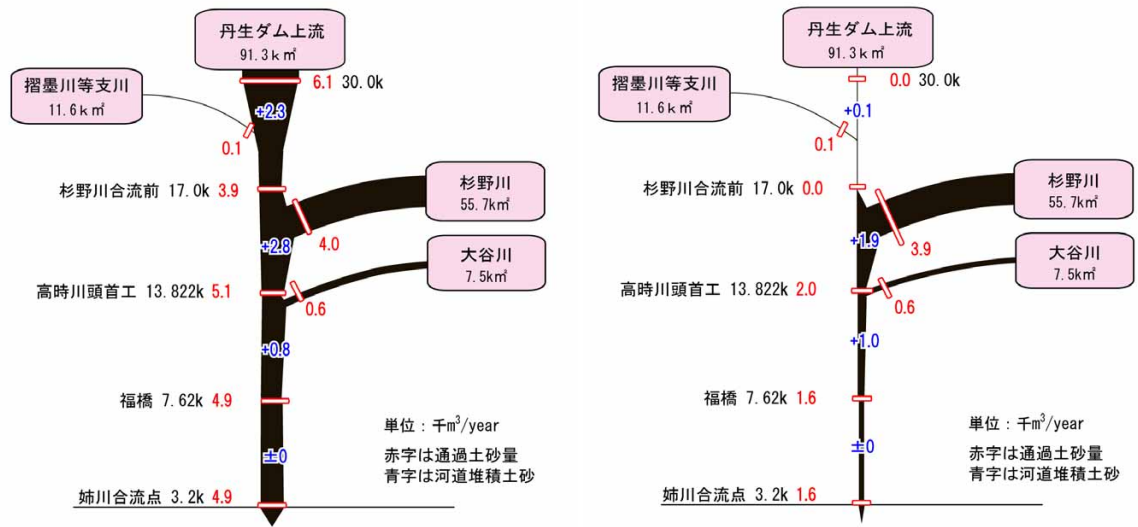 丹生ダム上流
91.3ｋ㎡
6.1 30.0k
摺墨川等支川
11.6ｋ㎡
+2.3
0.1
杉野川合流前 17.0k 3.9
杉野川
55.7k㎡
4.0
+2.8
大谷川
7.5k㎡
高時川頭首工 13.822k 5.1
0.6
+0.8
福橋 7.62k 4.9
単位：千m³/year
赤字は通過土砂量
青字は河道堆積土砂
±0
姉川合流点 3.2k 4.9
丹生ダム上流
91.3ｋ㎡
0.0 30.0k
摺墨川等支川
11.6ｋ㎡
+0.1
0.1
杉野川合流前 17.0k 0.0
杉野川
55.7k㎡
3.9
+1.9
大谷川
7.5k㎡
高時川頭首工 13.822k 2.0
0.6
+1.0
福橋 7.62k 1.6
単位：千m³/year
赤字は通過土砂量
青字は河道堆積土砂
±0
姉川合流点 3.2k 1.6